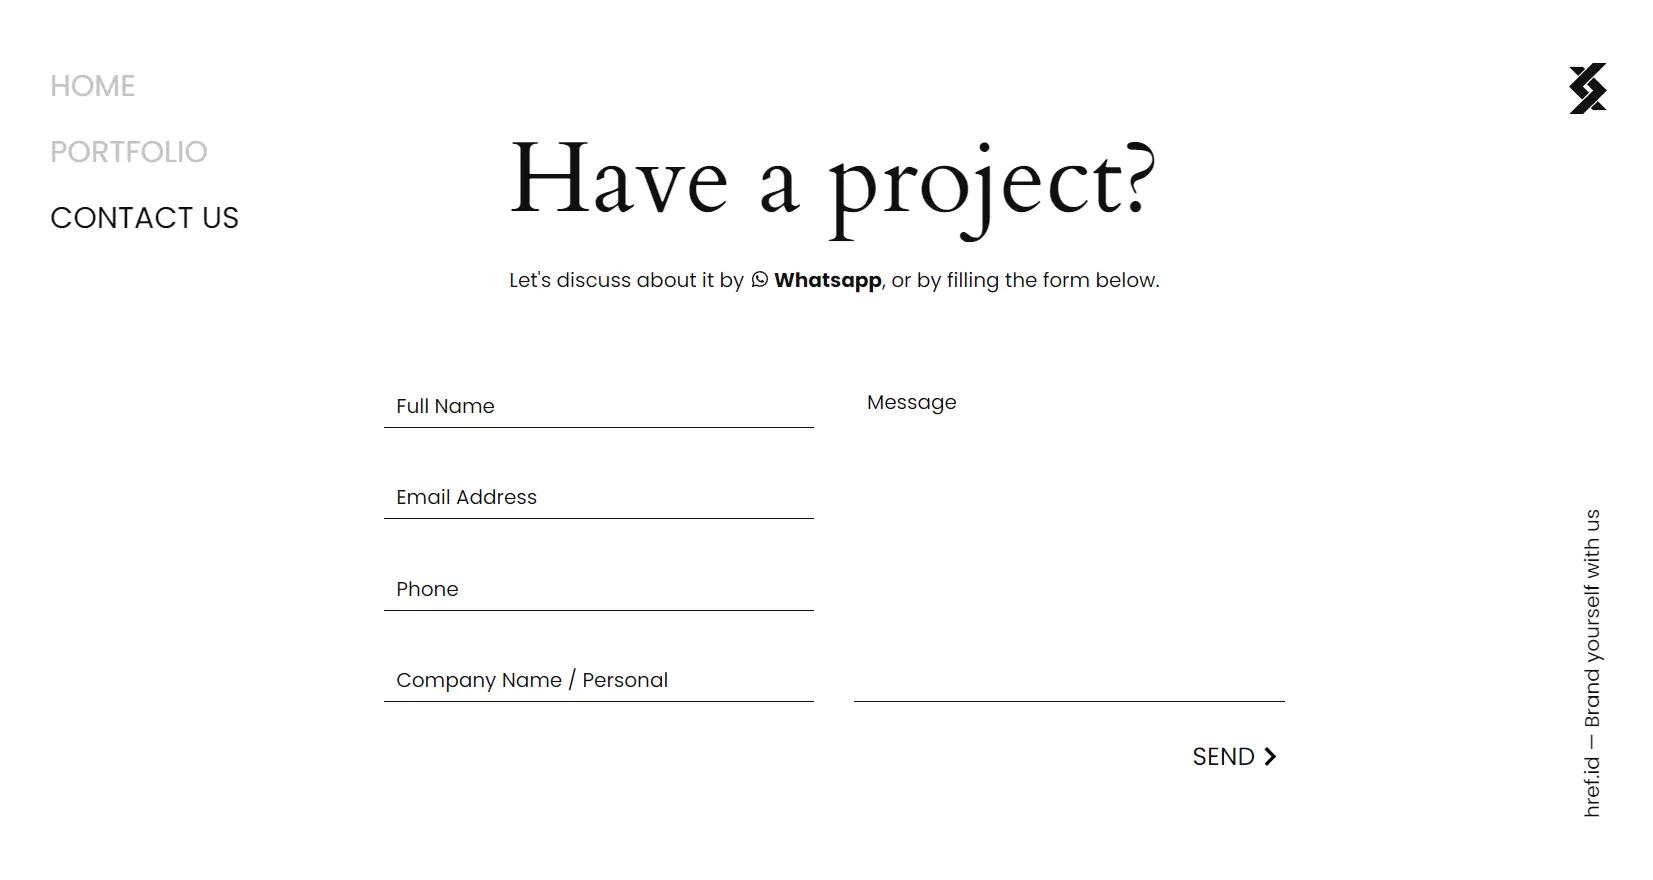 HOME
PORTFOLIO
CONTACT US
Have a project?
Let's discuss about it by Whatsapp, or by filling the form below.
Full Name
Message
Email Address
Phone
Company Name / Personal
SEND
href.id — Brand yourself with us